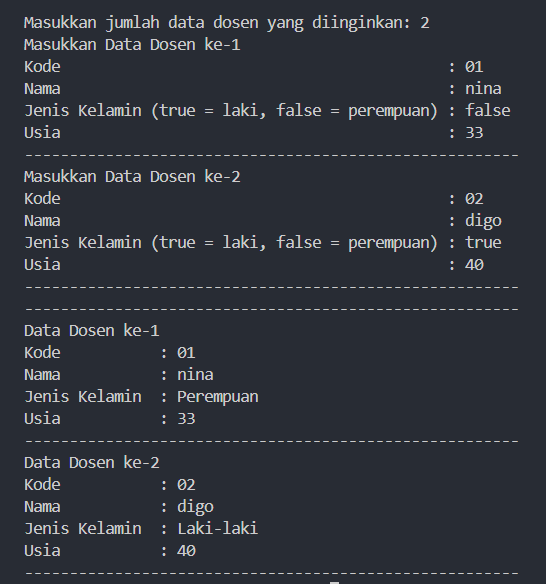 Masukkan jumlah data dosen yang diinginkan: 2
Masukkan Data Dosen ke-1
Kode                                           : 01
Nama                                           : nina
Jenis Kelamin (true = laki, false = perempuan) : false
Usia                                           : 33
-------------------------------------------------------
Masukkan Data Dosen ke-2
Kode                                           : 02
Nama                                           : digo
Jenis Kelamin (true = laki, false = perempuan) : true
Usia                                           : 40
-------------------------------------------------------
-------------------------------------------------------
Data Dosen ke-1
Kode           : 01
Nama           : nina
Jenis Kelamin  : Perempuan
Usia           : 33
-------------------------------------------------------
Data Dosen ke-2
Kode           : 02
Nama           : digo
Jenis Kelamin  : Laki-laki
Usia           : 40
-------------------------------------------------------